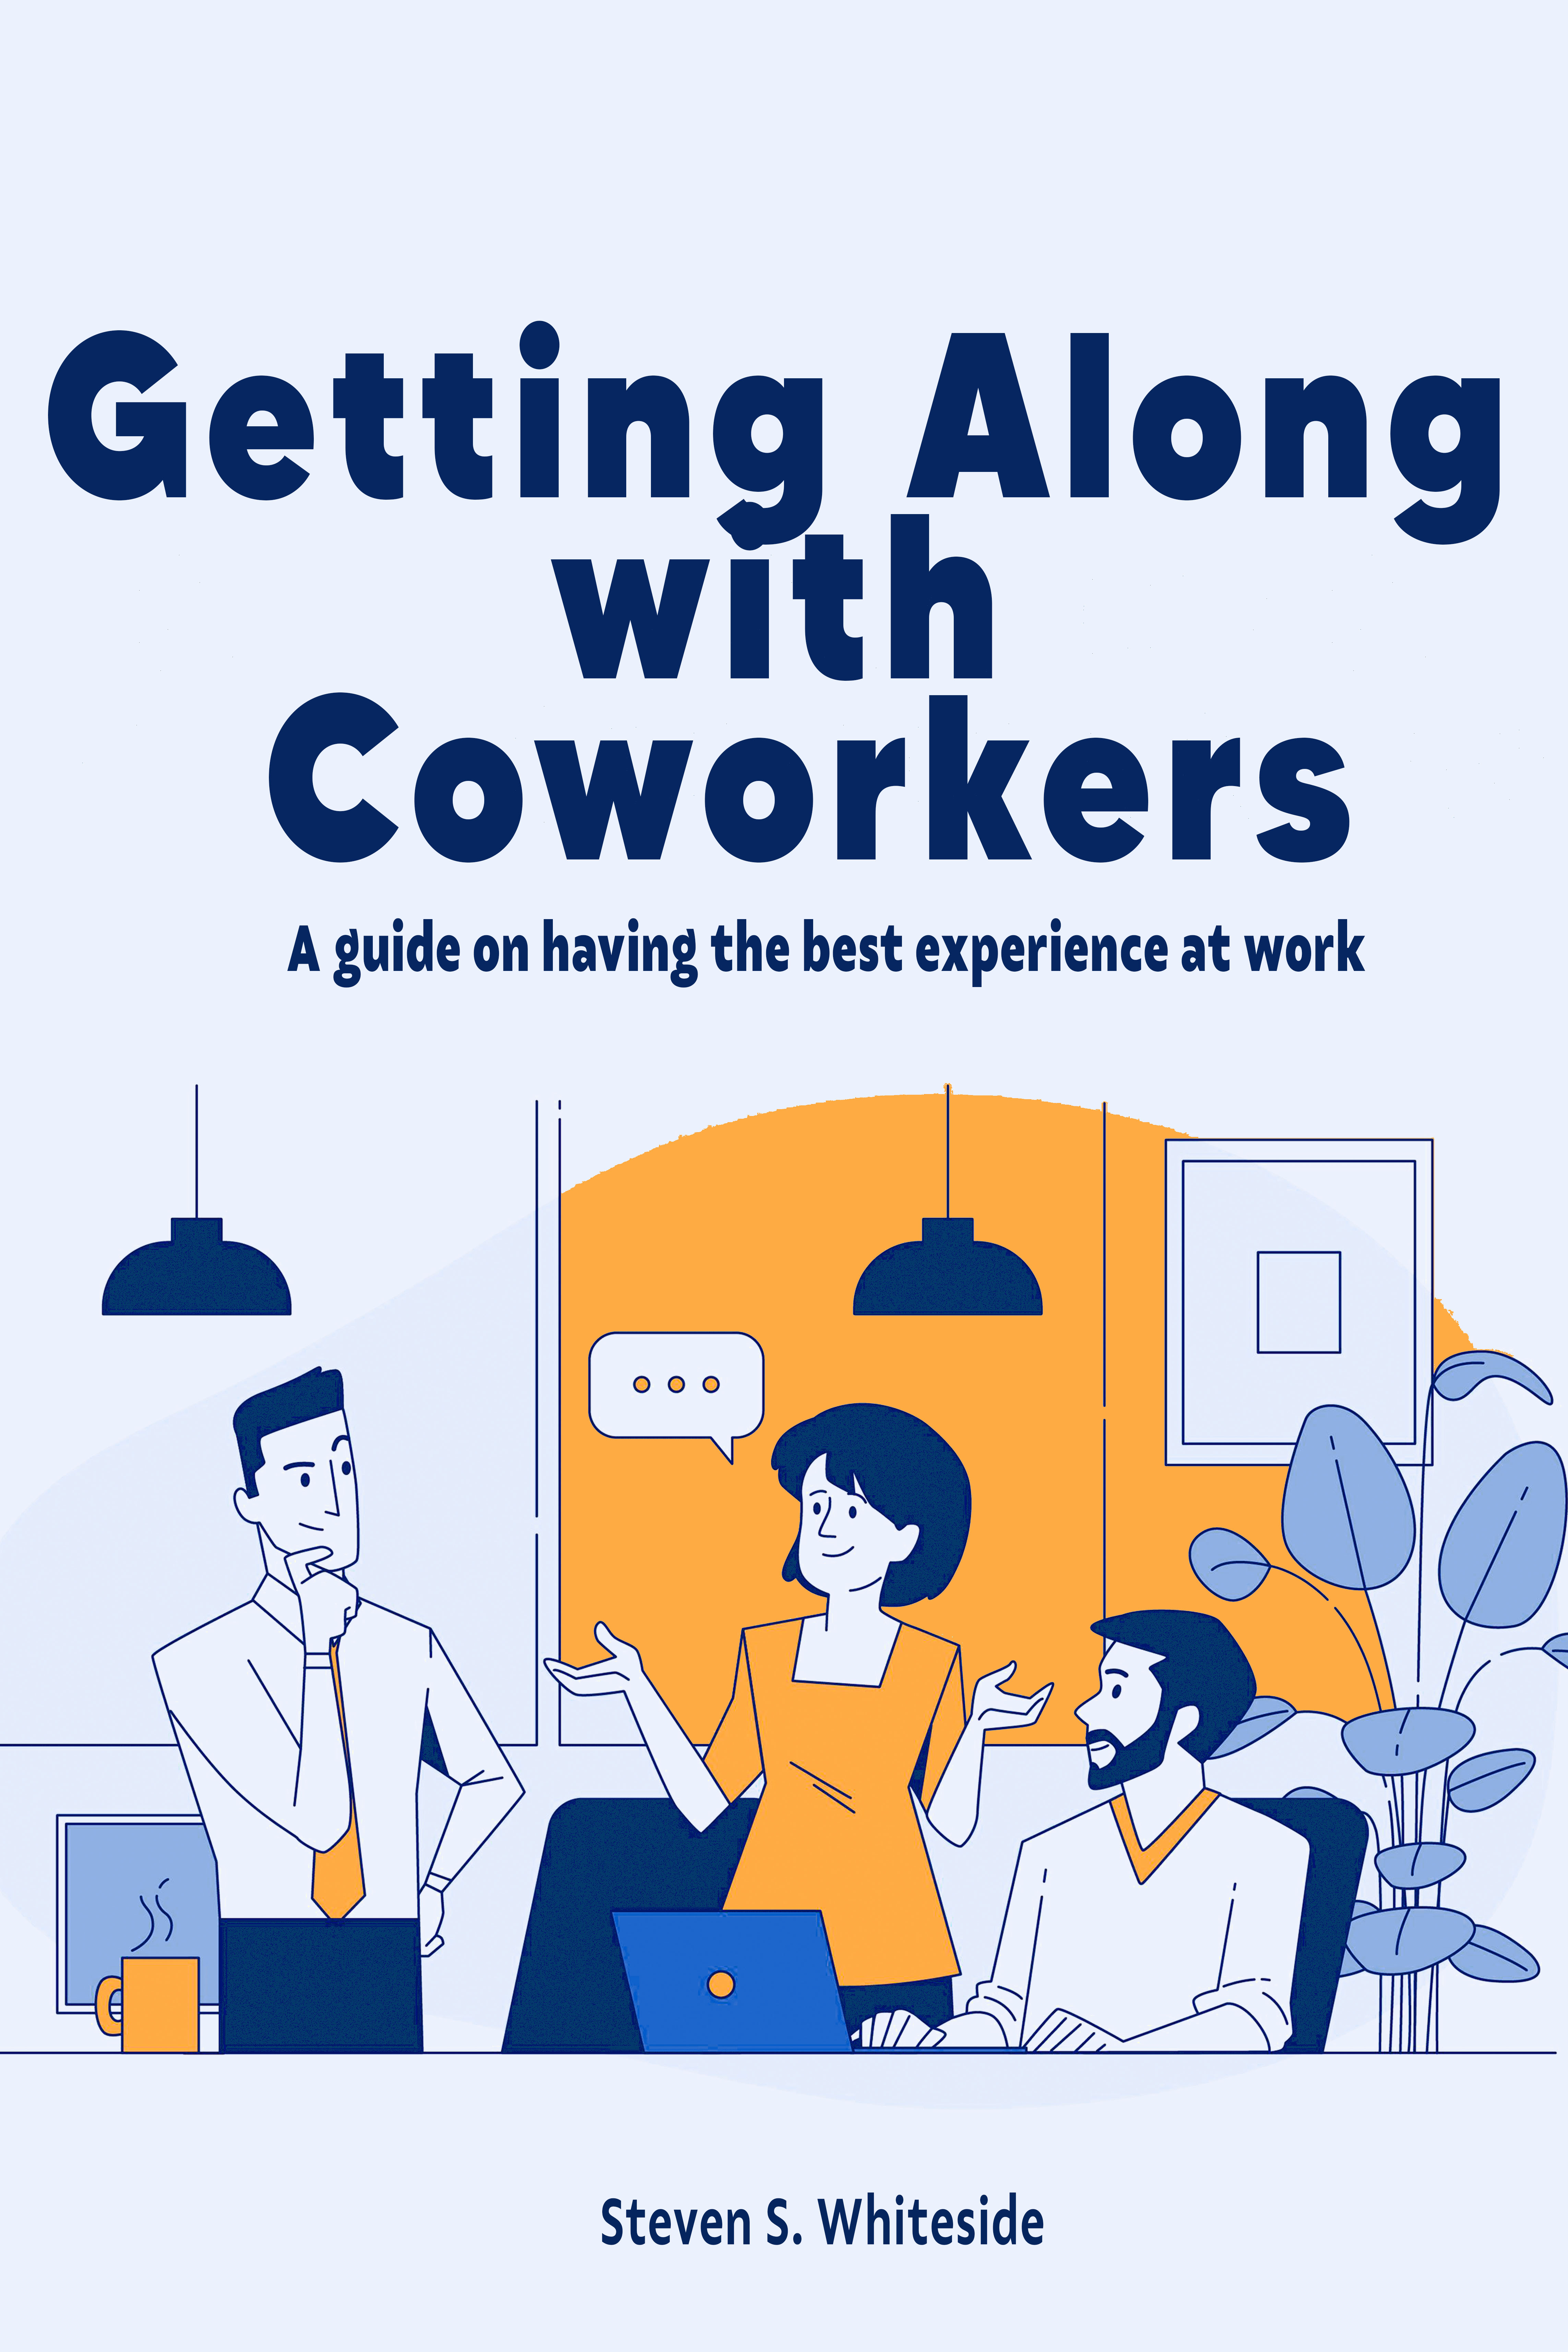 Getting Along
with
Coworkers
A guide on having the best experience at work
Steven S. Whiteside